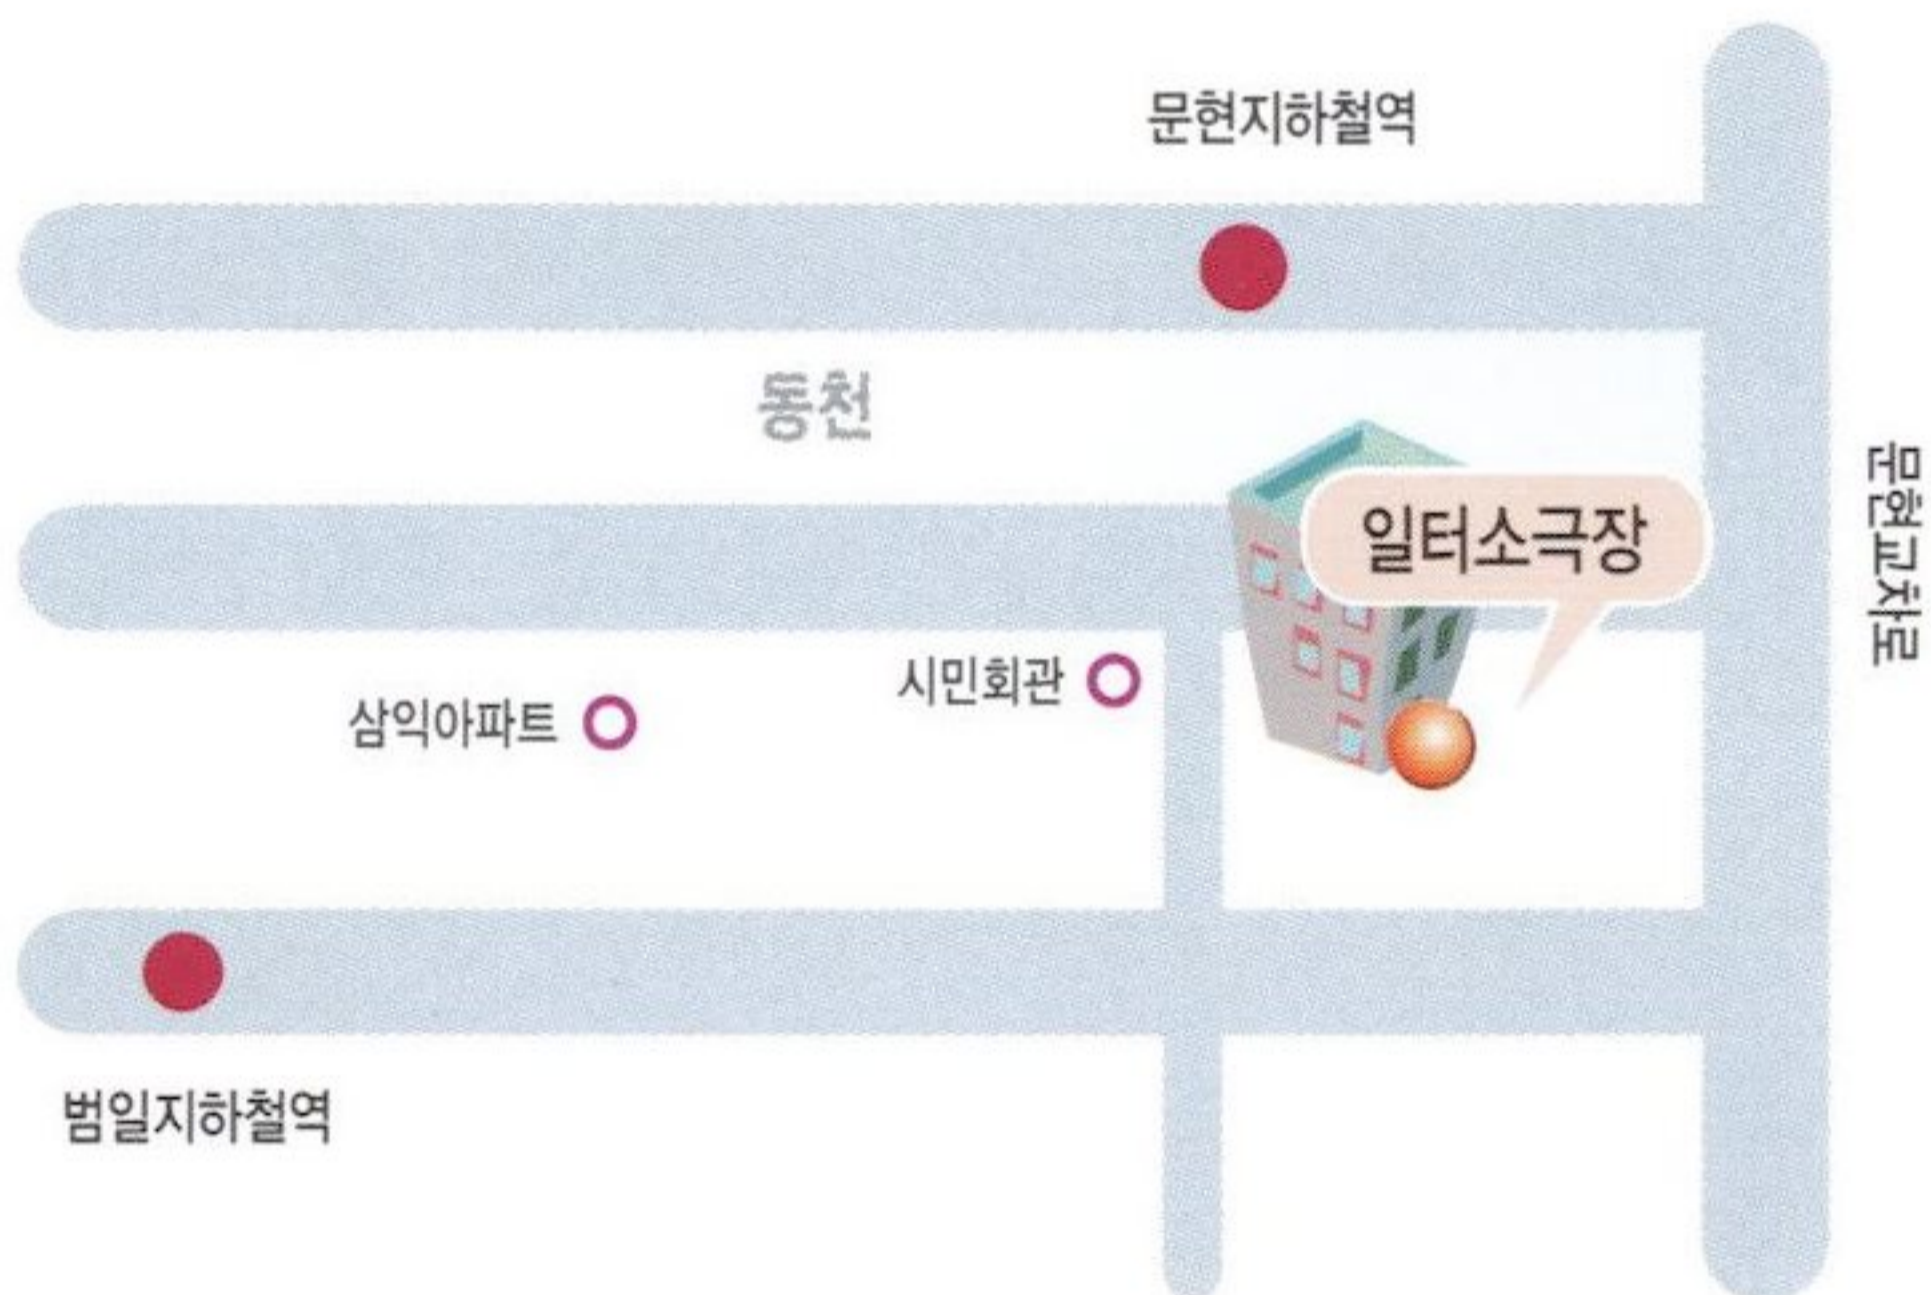 문현지하철역
동천
일터소극장
문현교차로
시민회관
삼익아파트
범일지하철역